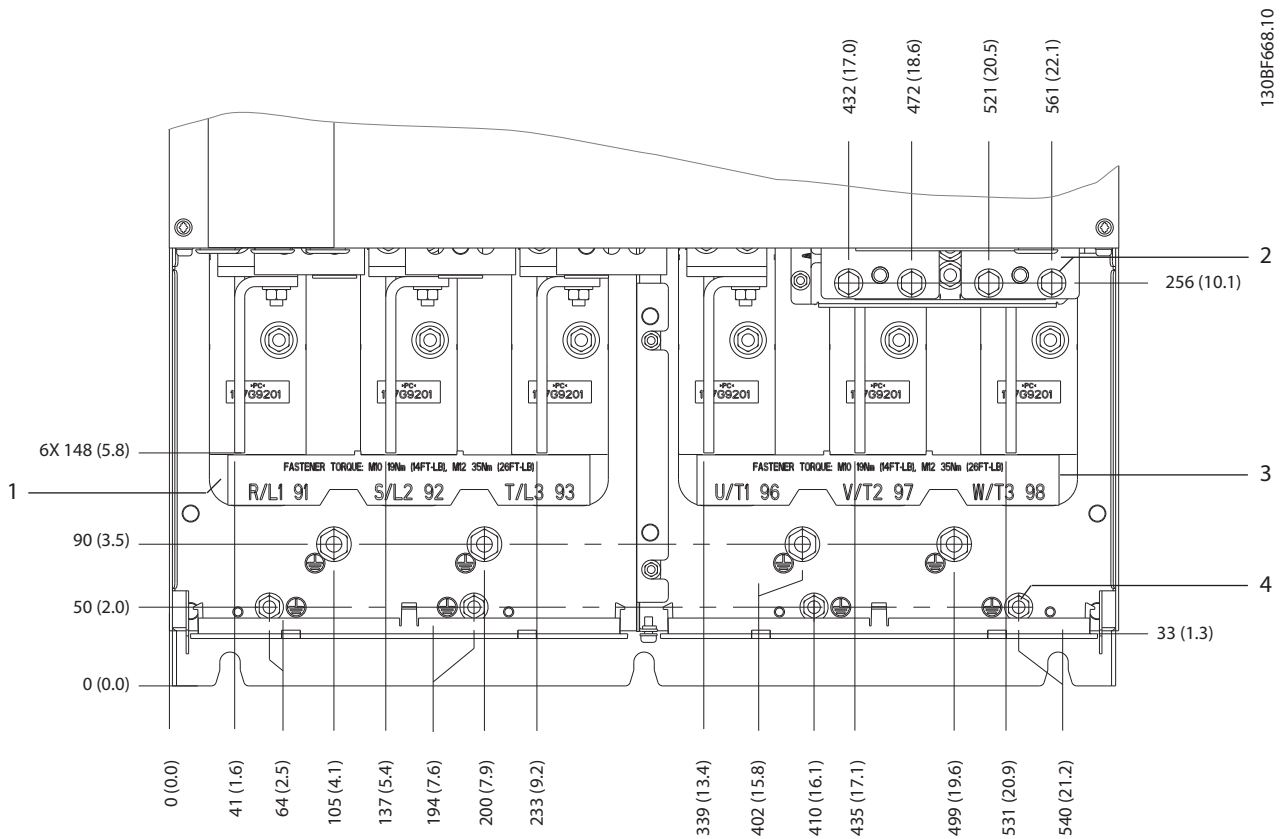 130BF668.10
432 (17.0)
472 (18.6)
521 (20.5)
561 (22.1)
2
256 (10.1)
>PC<
>PC<
>PC<
>PC<
>PC<
>PC<
6X 148 (5.8)
FASTENER TORQUE: M10 19Nm (14FT-LB), M12 35Nm (26FT-LB)
FASTENER TORQUE: M10 19Nm (14FT-LB), M12 35Nm (26FT-LB)
3
1
R/L1 91
S/L2 92
T/L3 93
U/T1 96
V/T2 97
W/T3 98
90 (3.5)
4
50 (2.0)
33 (1.3)
0 (0.0)
0 (0.0)
41 (1.6)
64 (2.5)
105 (4.1)
137 (5.4)
194 (7.6)
200 (7.9)
233 (9.2)
339 (13.4)
402 (15.8)
410 (16.1)
435 (17.1)
499 (19.6)
531 (20.9)
540 (21.2)